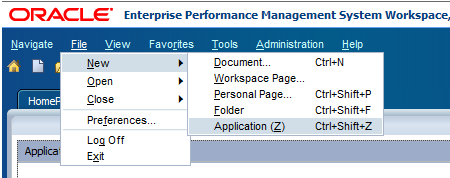 ORACLE Enterprise Performance Management System Workspace,
Navigate File View Favorites Tools Administration Help
New Document... Ctrl+N
Open Workspace Page...
Close Personal Page... Ctrl+Shift+P
Folder Ctrl+Shift+F
HomeP Preferences... Application (Z) Ctrl+Shift+Z
Log Off
Applica Exit